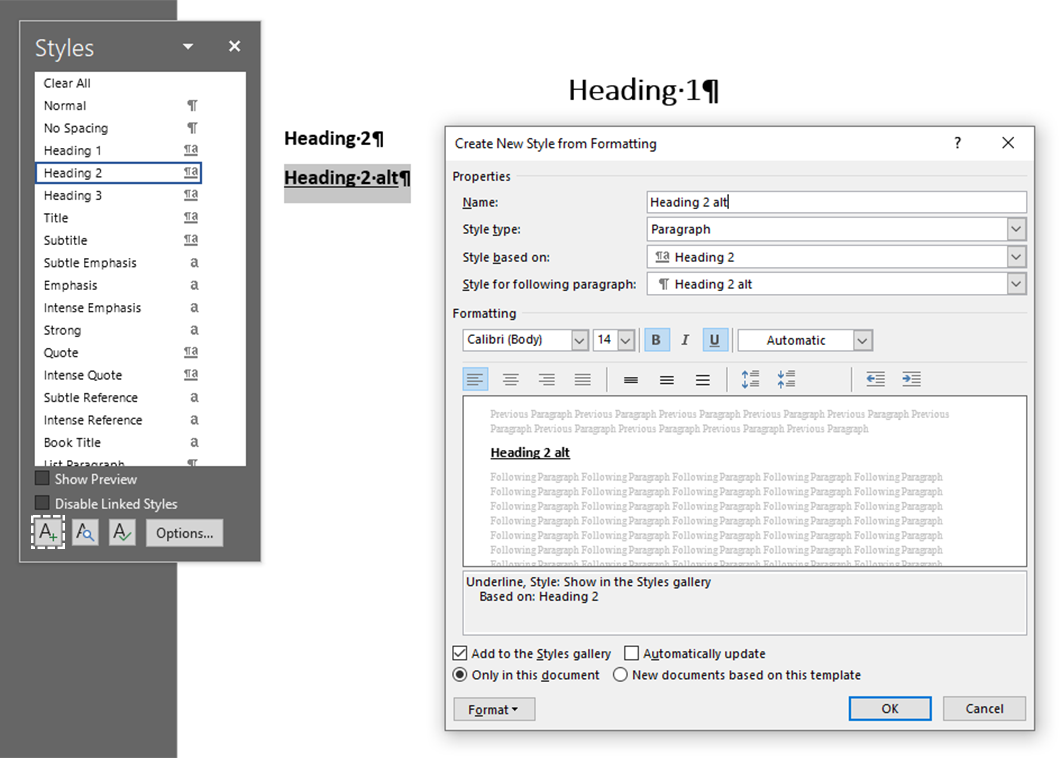 Styles
Clear All
Normal ¶
No Spacing ¶
Heading 1 ¶a
Heading 2 ¶a
Heading 3 ¶a
Title ¶a
Subtitle ¶a
Subtle Emphasis a
Emphasis a
Intense Emphasis a
Strong a
Quote ¶a
Intense Quote ¶a
Subtle Reference a
Intense Reference a
Book Title a
List Paragraph ¶
Show Preview
Disable Linked Styles
Options...
Heading·1¶
Heading·2¶
Heading·2·alt¶
Create New Style from Formatting ?
Properties
Name: Heading 2 alt
Style type: Paragraph
Style based on: ¶a Heading 2
Style for following paragraph: ¶ Heading 2 alt
Formatting
Calibri (Body) 14 B I U Automatic
Previous Paragraph Previous Paragraph Previous Paragraph Previous Paragraph Previous Paragraph Previous
Paragraph Previous Paragraph Previous Paragraph Previous Paragraph Previous Paragraph
Heading 2 alt
Following Paragraph Following Paragraph Following Paragraph Following Paragraph Following Paragraph
Following Paragraph Following Paragraph Following Paragraph Following Paragraph Following Paragraph
Following Paragraph Following Paragraph Following Paragraph Following Paragraph Following Paragraph
Following Paragraph Following Paragraph Following Paragraph Following Paragraph Following Paragraph
Following Paragraph Following Paragraph Following Paragraph Following Paragraph Following Paragraph
Following Paragraph Following Paragraph Following Paragraph Following Paragraph Following Paragraph
Following Paragraph Following Paragraph Following Paragraph Following Paragraph Following Paragraph
Underline, Style: Show in the Styles gallery
Based on: Heading 2
Add to the Styles gallery Automatically update
Only in this document New documents based on this template
Format OK Cancel